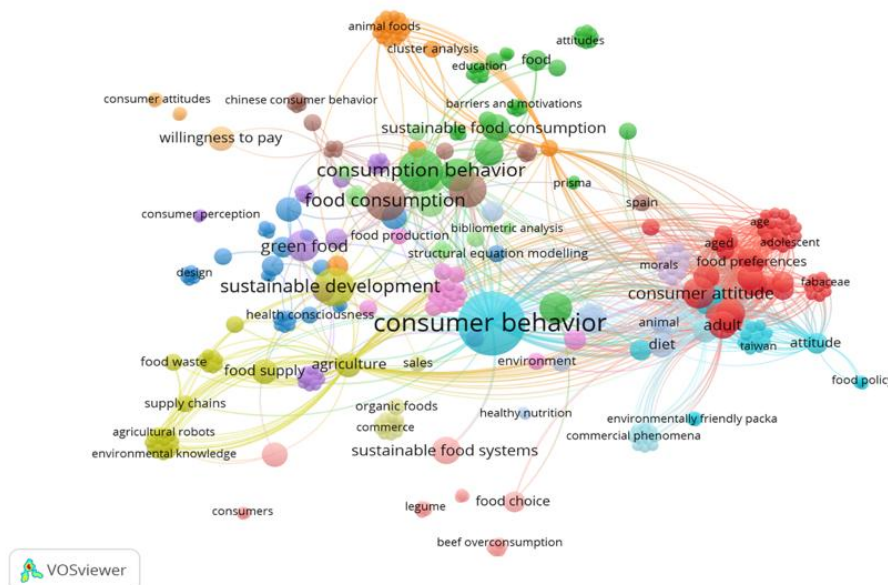 animal foods
cluster analysis
attitudes
education
food
consumer attitudes
chinese consumer behavior
barriers and motivations
willingness to pay
sustainable food consumption
consumption behavior
prisma
food consumption
spain
consumer perception
age
bibliometric analysis
food production
aged
adolescent
green food
structural equation modelling
morals
food preferences
design
sustainable development
consumer attitude
fabaceae
health consciousness
consumer behavior
animal
adult
diet
taiwan
attitude
food waste
food supply
agriculture
sales
environment
food policy
supply chains
organic foods
healthy nutrition
environmentally friendly packa
commerce
commercial phenomena
agricultural robots
environmental knowledge
sustainable food systems
consumers
legume
food choice
beef overconsumption
VOSviewer